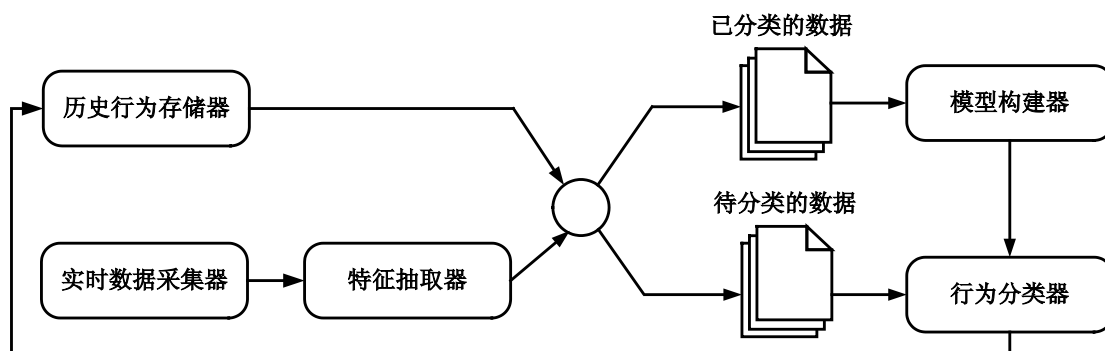 已分类的数据
历史行为存储器
模型构建器
待分类的数据
实时数据采集器
特征抽取器
行为分类器